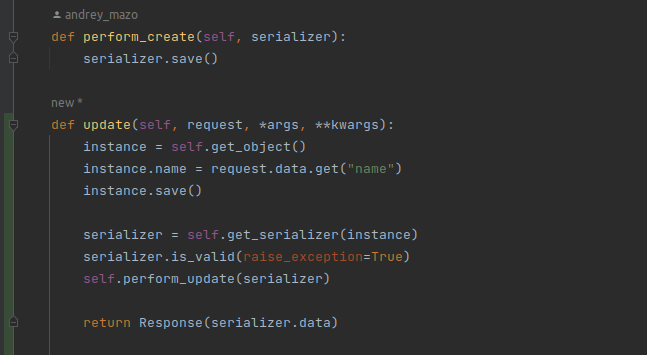 andrey_mazo
def perform_create(self, serializer):
    serializer.save()
new *
def update(self, request, *args, **kwargs):
    instance = self.get_object()
    instance.name = request.data.get("name")
    instance.save()
    serializer = self.get_serializer(instance)
    serializer.is_valid(raise_exception=True)
    self.perform_update(serializer)
    return Response(serializer.data)